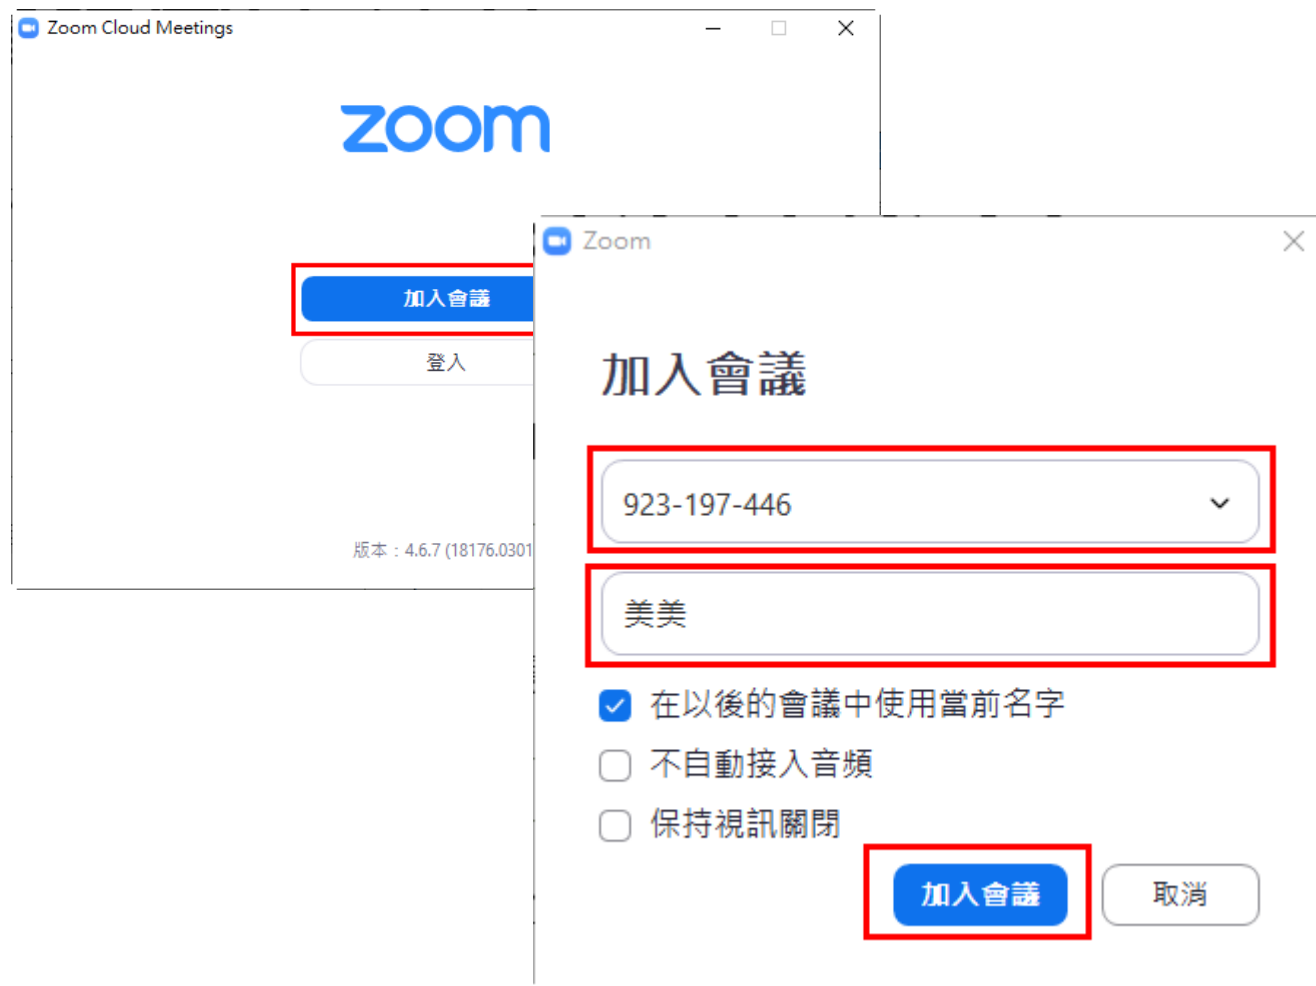 Zoom Cloud Meetings
zoom
加入會議
登入
版本：4.6.7 (18176.0301
Zoom
加入會議
923-197-446
美美
在以後的會議中使用當前名字
不自動接入音頻
保持視訊關閉
加入會議
取消